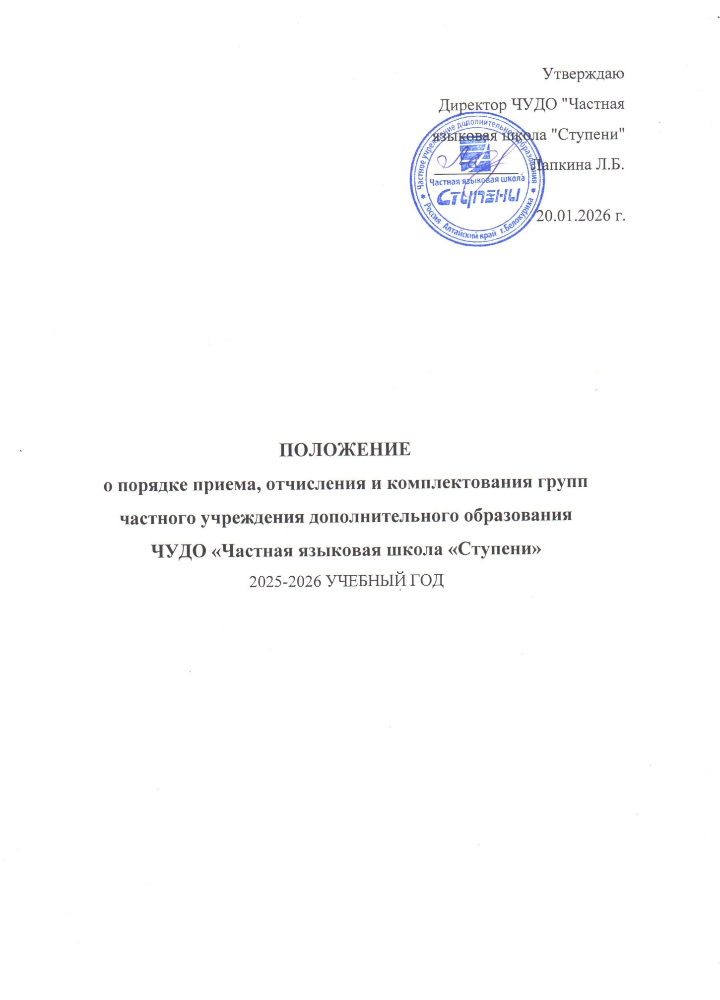 Утверждаю
Директор ЧУДО "Частная
языковая школа "Ступени"
Лапкина Л.Б.
Частное учреждение дополнительного образования
Частная языковая школа
Ступени
Россия Алтайский край г.Белокуриха
20.01.2026 г.
ПОЛОЖЕНИЕ
о порядке приема, отчисления и комплектования групп
частного учреждения дополнительного образования
ЧУДО «Частная языковая школа «Ступени»
2025-2026 УЧЕБНЫЙ ГОД